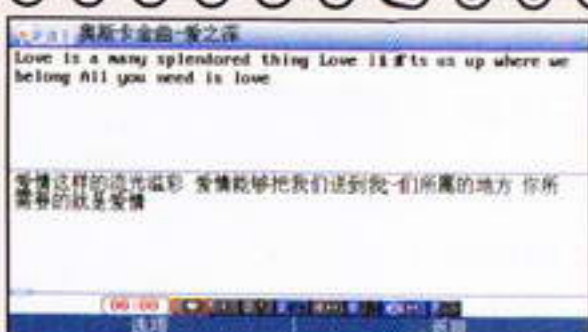 奥斯卡金曲-爱之深
Love is a many splendored thing Love lifts us up where we
belong All you need is love
爱情这样的流光溢彩 爱情能够把我们送到我们所属的地方 你所
需要的就是爱情
00:00